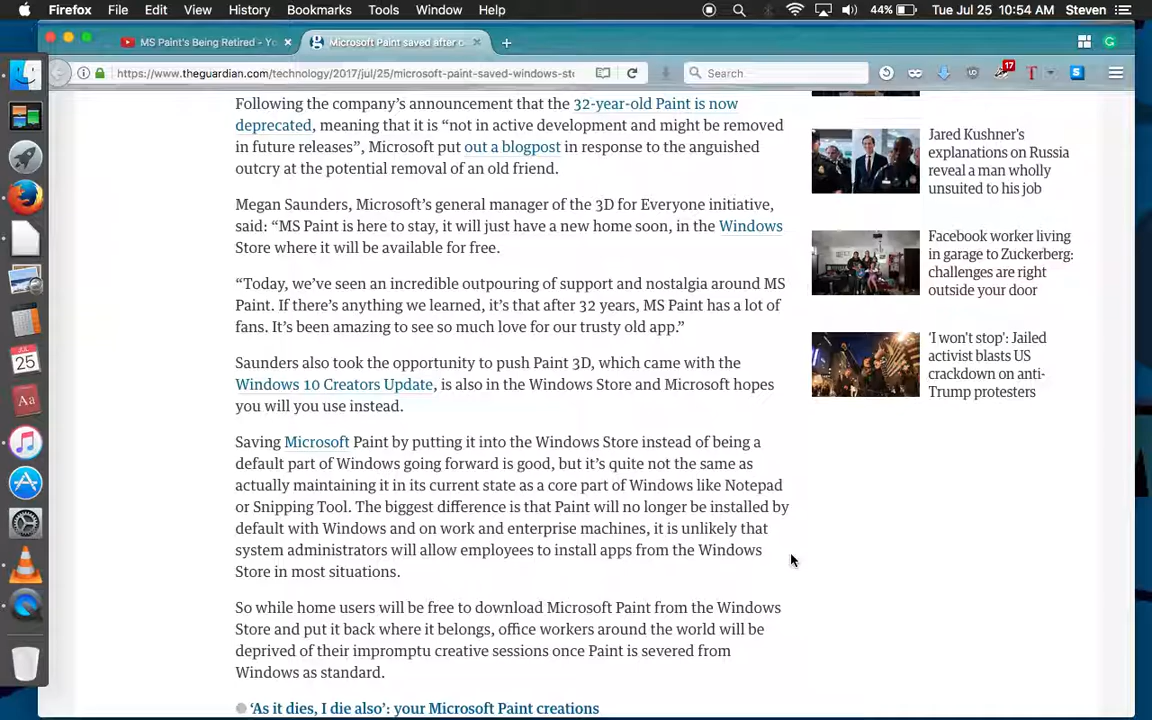 Firefox File Edit View History Bookmarks Tools Window Help 44% Tue Jul 25 10:54 AM Steven
MS Paint's Being Retired - Yo
Microsoft Paint saved after c
https://www.theguardian.com/technology/2017/jul/25/microsoft-paint-saved-windows-sto
Search
17
Following the company's announcement that the 32-year-old Paint is now
deprecated, meaning that it is “not in active development and might be removed
in future releases”, Microsoft put out a blogpost in response to the anguished
outcry at the potential removal of an old friend.
Megan Saunders, Microsoft's general manager of the 3D for Everyone initiative,
said: “MS Paint is here to stay, it will just have a new home soon, in the Windows
Store where it will be available for free.
“Today, we've seen an incredible outpouring of support and nostalgia around MS
Paint. If there's anything we learned, it's that after 32 years, MS Paint has a lot of
fans. It's been amazing to see so much love for our trusty old app.”
Saunders also took the opportunity to push Paint 3D, which came with the
Windows 10 Creators Update, is also in the Windows Store and Microsoft hopes
you will you use instead.
Saving Microsoft Paint by putting it into the Windows Store instead of being a
default part of Windows going forward is good, but it's quite not the same as
actually maintaining it in its current state as a core part of Windows like Notepad
or Snipping Tool. The biggest difference is that Paint will no longer be installed by
default with Windows and on work and enterprise machines, it is unlikely that
system administrators will allow employees to install apps from the Windows
Store in most situations.
So while home users will be free to download Microsoft Paint from the Windows
Store and put it back where it belongs, office workers around the world will be
deprived of their impromptu creative sessions once Paint is severed from
Windows as standard.
‘As it dies, I die also’: your Microsoft Paint creations
Jared Kushner's
explanations on Russia
reveal a man wholly
unsuited to his job
Facebook worker living
in garage to Zuckerberg:
challenges are right
outside your door
'I won't stop': Jailed
activist blasts US
crackdown on anti-
Trump protesters
25
Aa